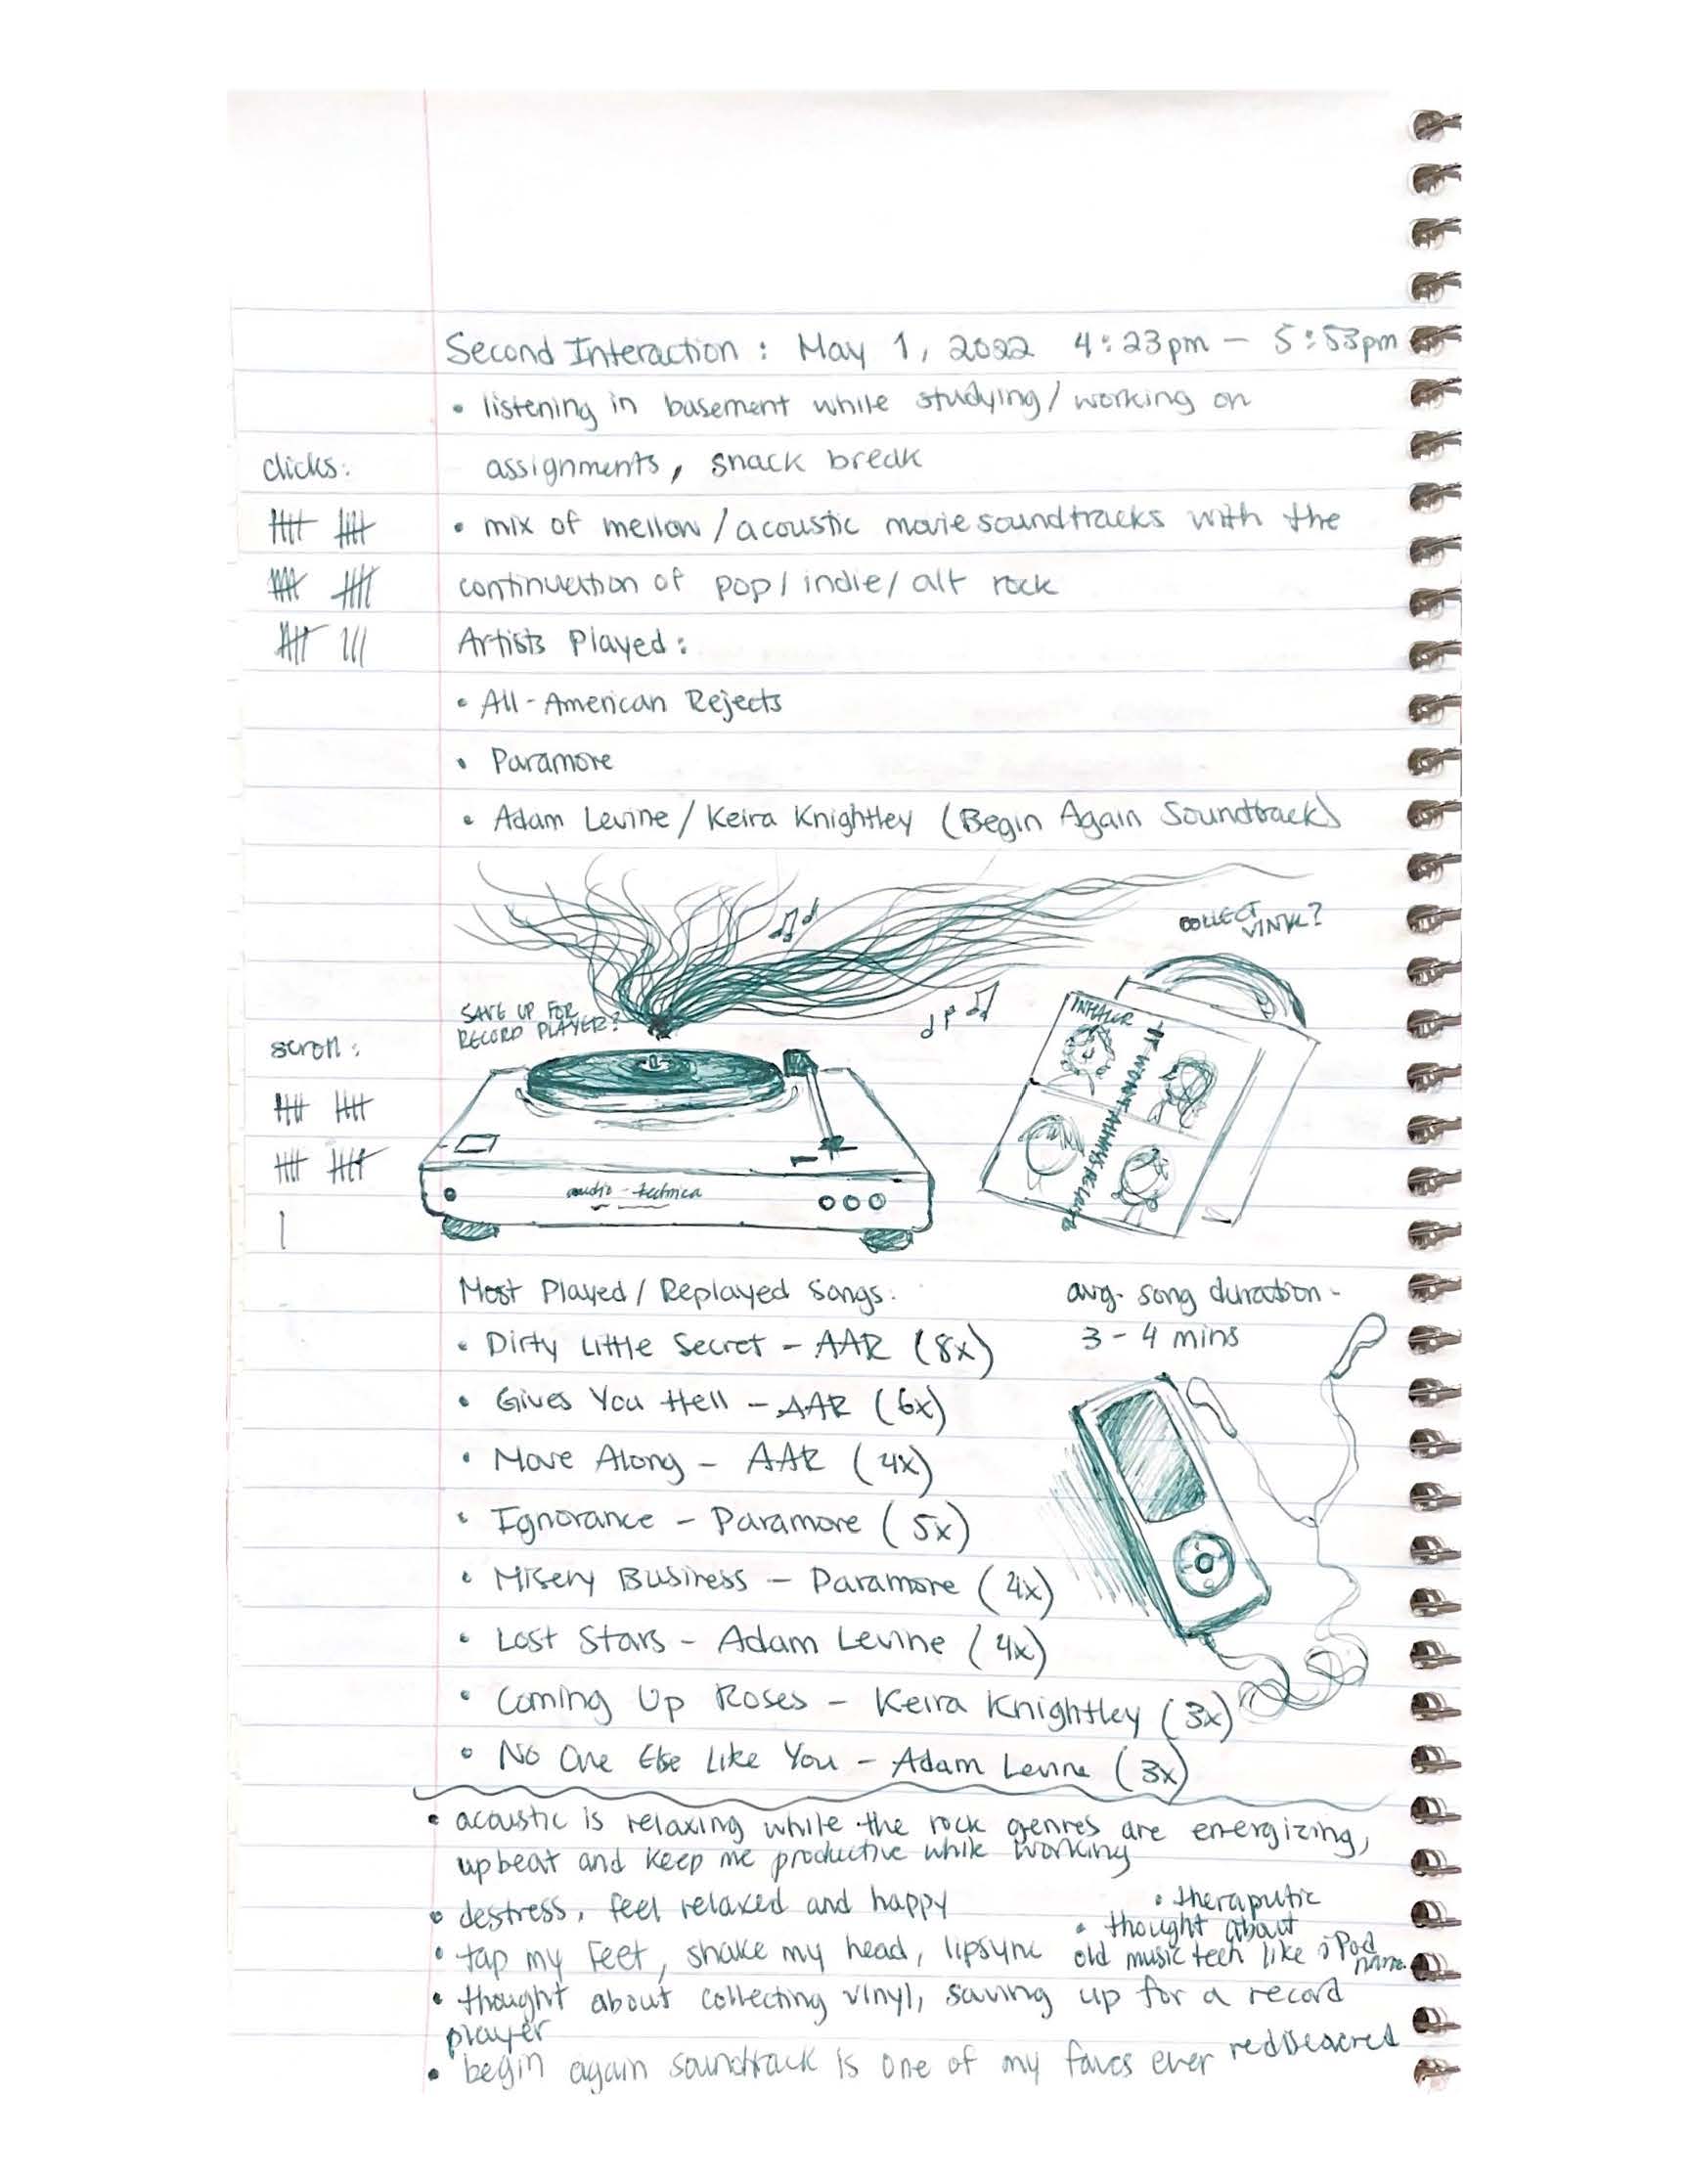 Second Interaction : May 1, 2022 4:23pm – 5:53pm
• listening in basement while studying/working on
clicks:
assignments, snack break
• mix of mellow/acoustic movie soundtracks with the
continuation of pop/indie/alt rock
Artists Played:
• All-American Rejects
• Paramore
• Adam Levine/Keira Knightley (Begin Again Soundtrack)
COLLECT
VINYL?
SAVE UP FOR
RECORD PLAYER?
INHALER
IT WON'T ALWAYS BE LIKE THIS
scroll:
audio-technica
Most Played/Replayed Songs:
avg. song duration -
3-4 mins
• Dirty Little Secret – AAR (8x)
• Gives You Hell – AAR (6x)
• Move Along – AAR (4x)
• Ignorance – Paramore (5x)
• Misery Business – Paramore (4x)
• Lost Stars – Adam Levine (4x)
• Coming Up Roses – Keira Knightley (3x)
• No One Else Like You – Adam Levine (3x)
• acoustic is relaxing while the rock genres are energizing,
upbeat and keep me productive while working
• destress, feel relaxed and happy
• theraputic
• tap my feet, shake my head, lipsync
• thought about
old music tech like iPod
nano
• thought about collecting vinyl, saving up for a record
player
• begin again soundtrack is one of my faves ever